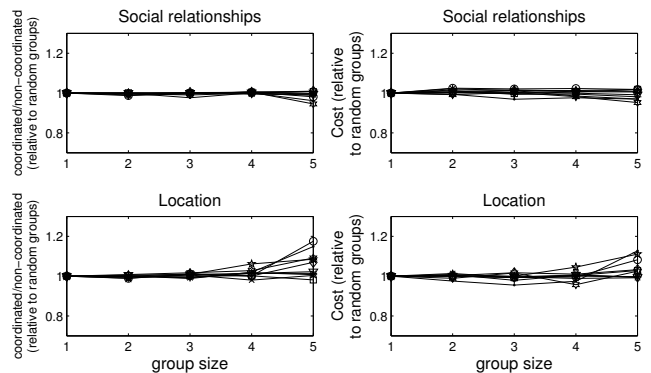 Social relationships
coordinated/non-coordinated
(relative to random groups)
1.2
1
0.8
1 2 3 4 5
Social relationships
Cost (relative
to random groups)
1.2
1
0.8
1 2 3 4 5
Location
coordinated/non-coordinated
(relative to random groups)
1.2
1
0.8
1 2 3 4 5
group size
Location
Cost (relative
to random groups)
1.2
1
0.8
1 2 3 4 5
group size